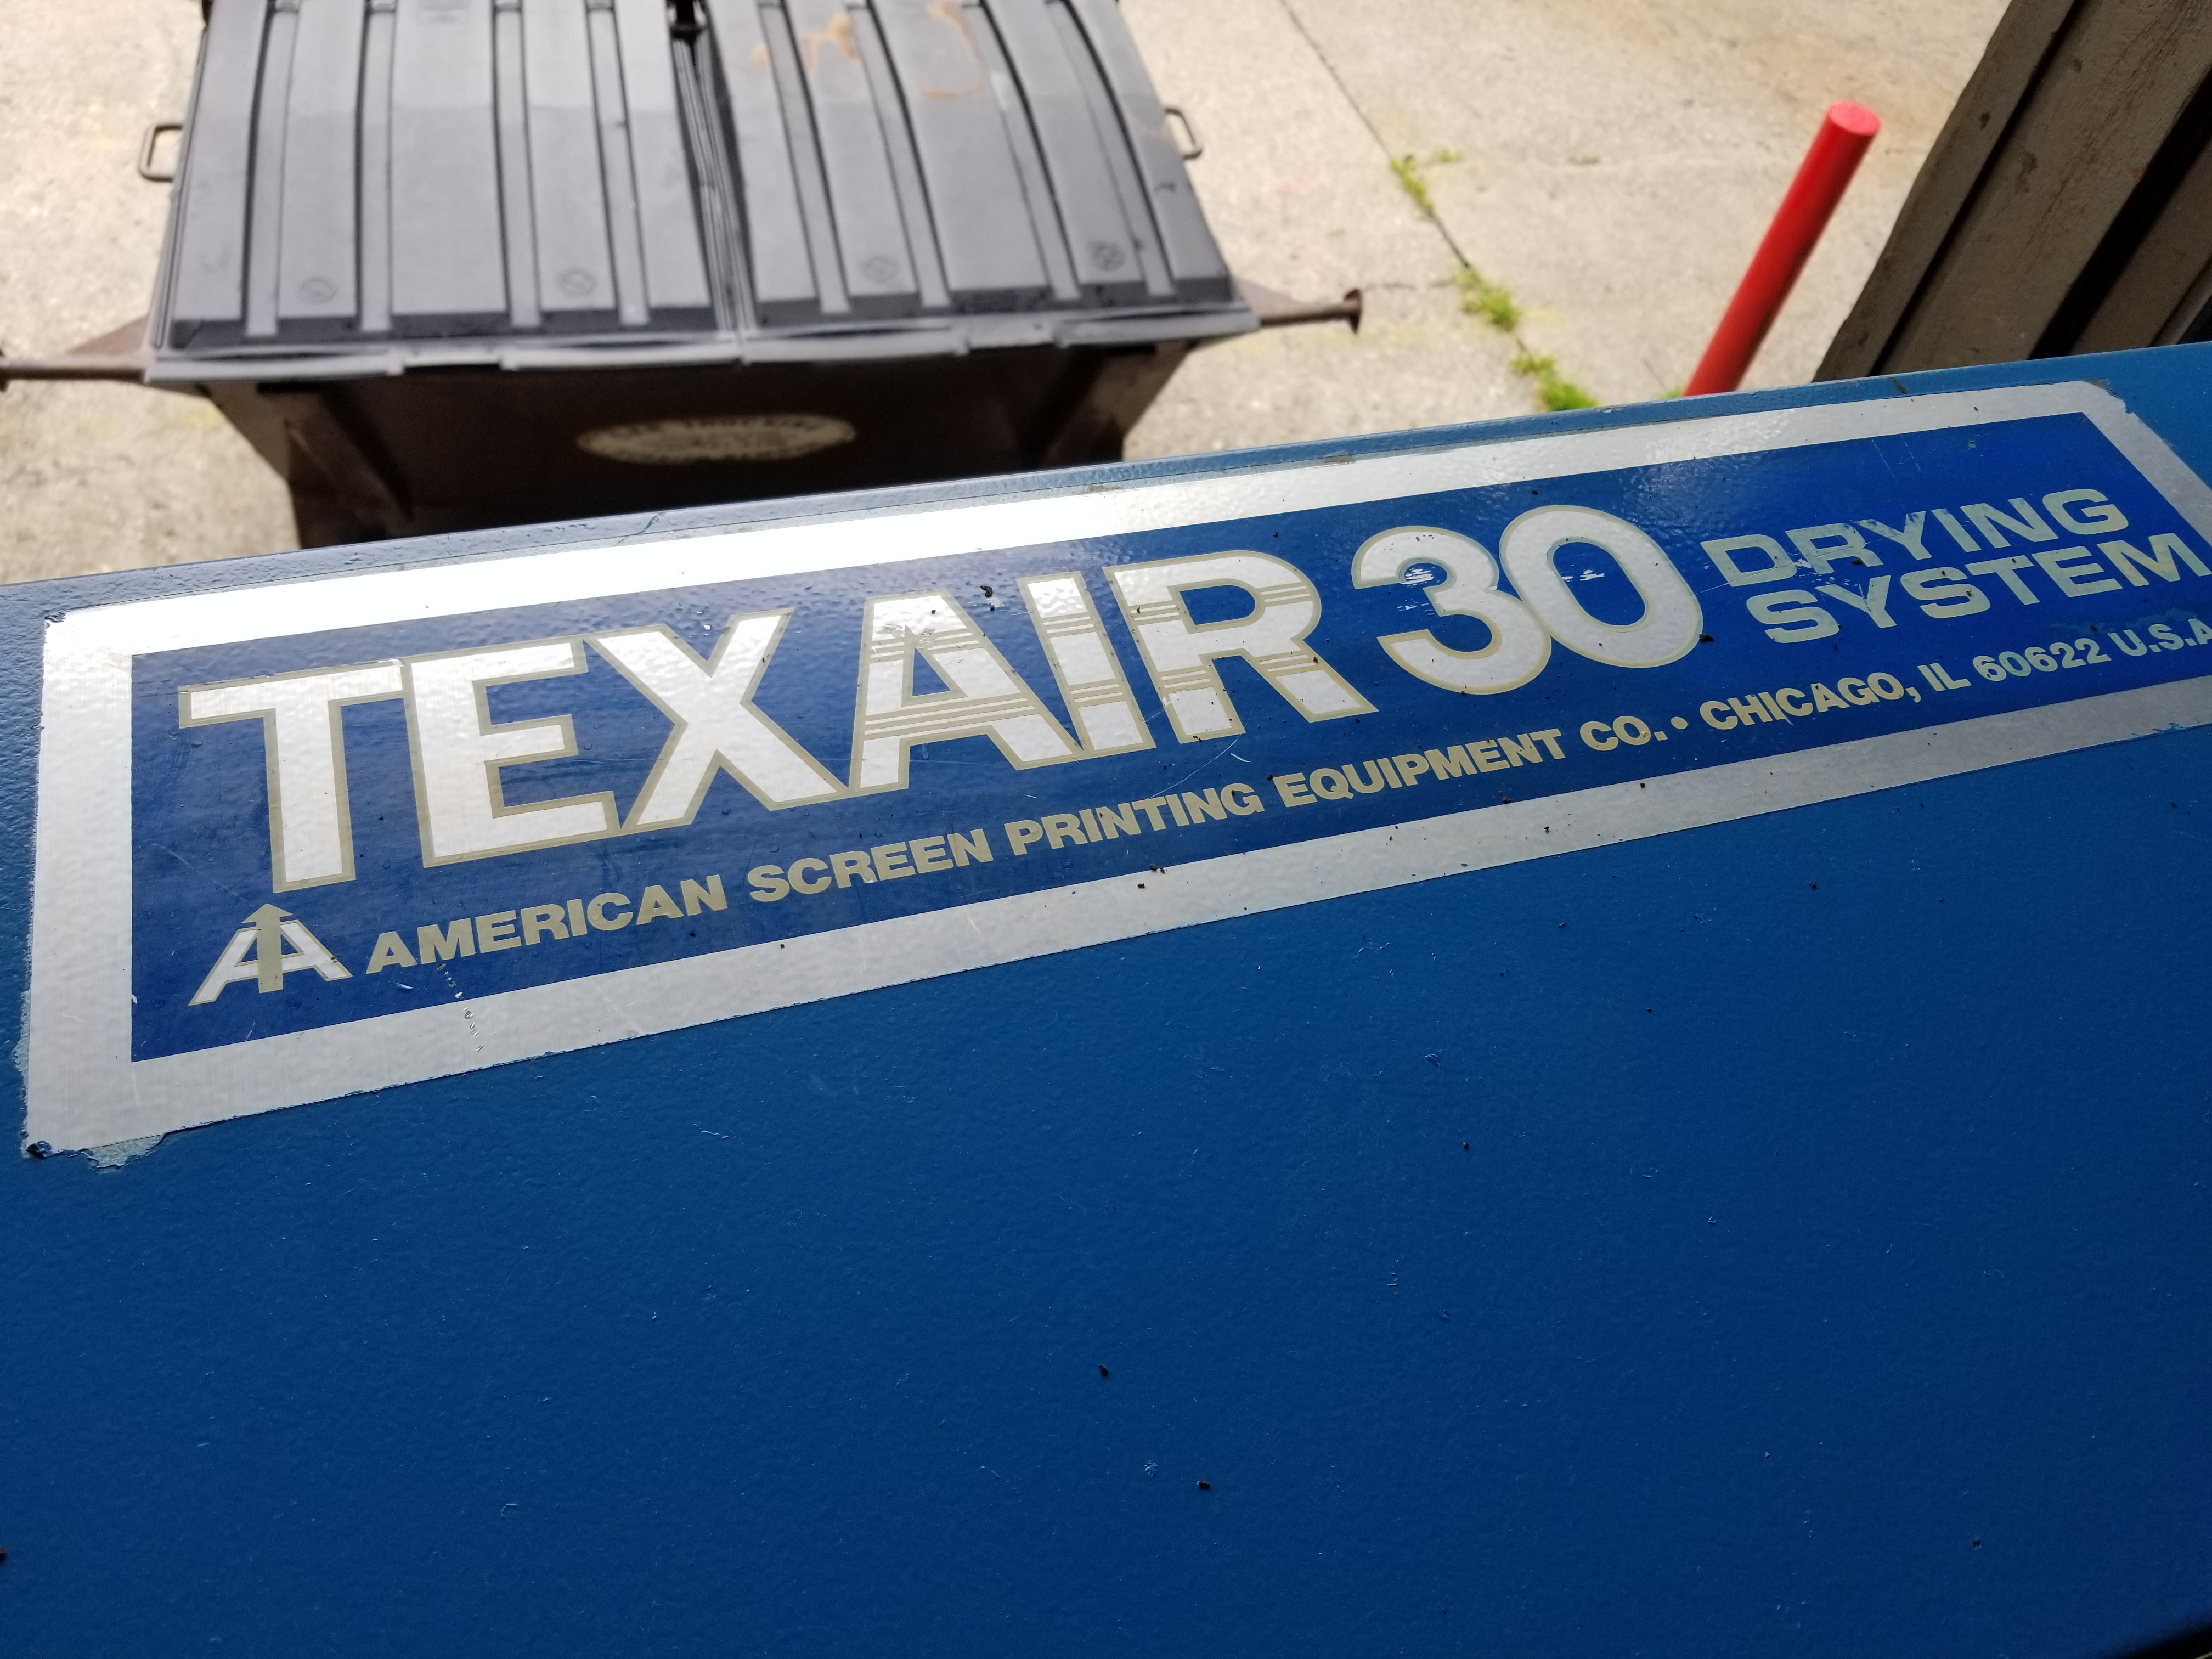 TEXAIR 30 DRYING
SYSTEM
AMERICAN SCREEN PRINTING EQUIPMENT CO. • CHICAGO, IL 60622 U.S.A